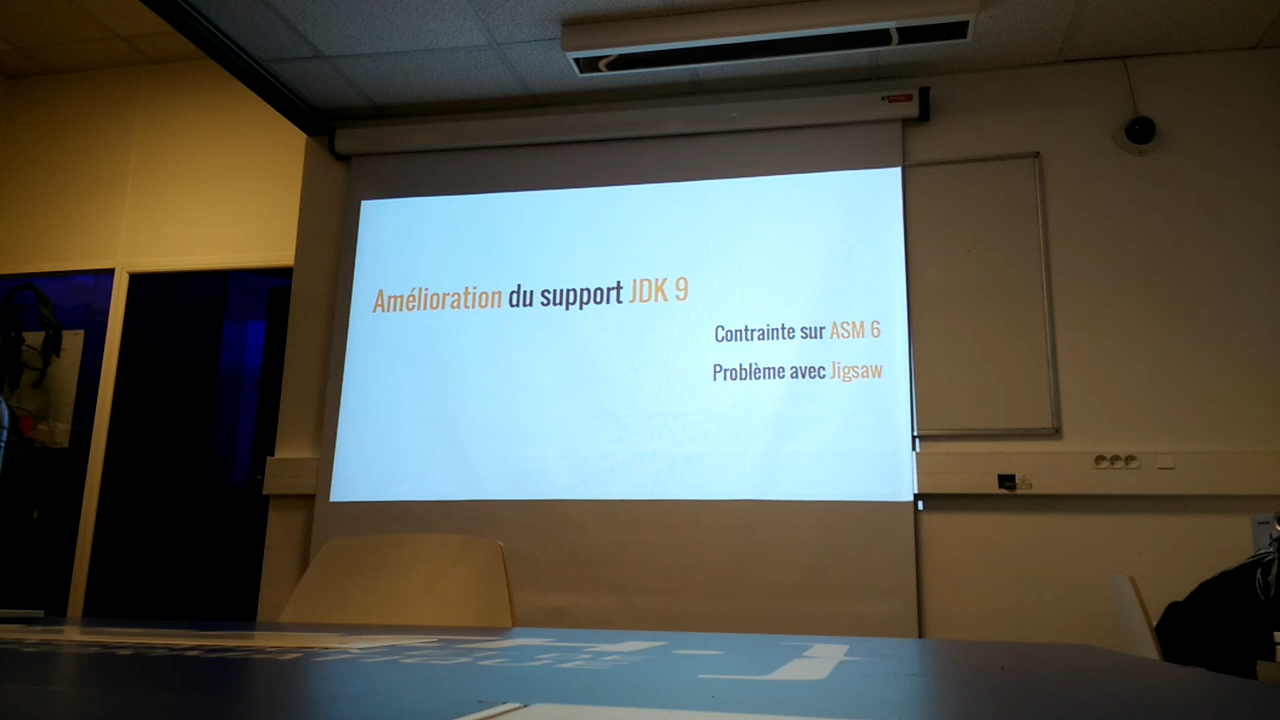 Amélioration du support JDK 9
Contrainte sur ASM 6
Problème avec Jigsaw